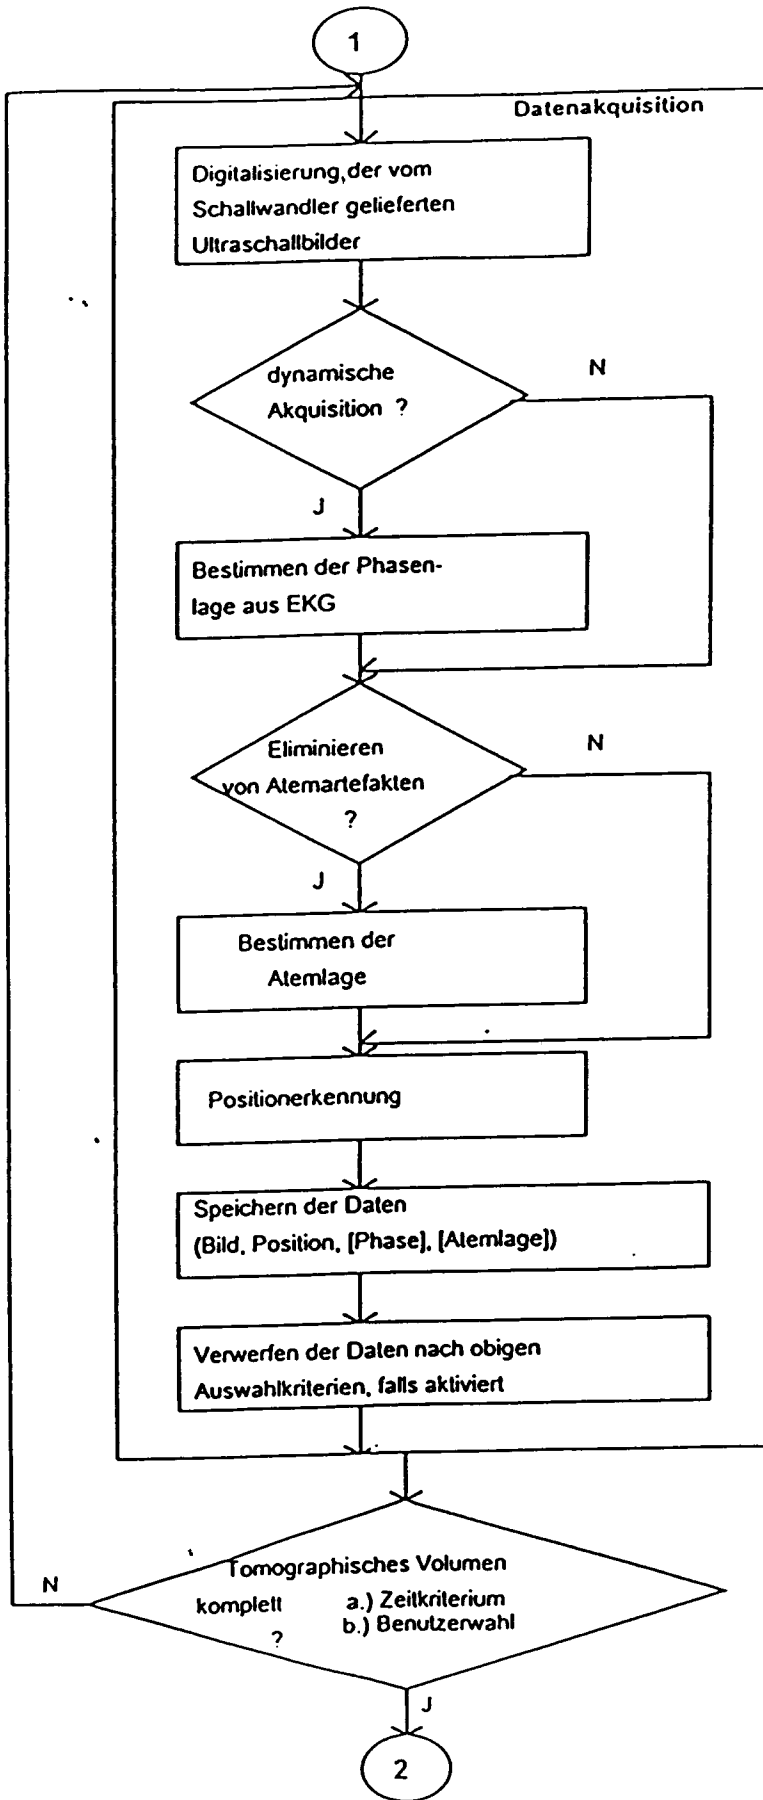 1
Datenakquisition
Digitalisierung,der vom
Schallwandler gelieferten
Ultraschallbilder
dynamische
Akquisition ?
N
J
Bestimmen der Phasen-
lage aus EKG
Eliminieren
von Atemartefakten
?
N
J
Bestimmen der
Atemlage
Positionerkennung
Speichern der Daten
(Bild, Position, [Phase], [Atemlage])
Verwerfen der Daten nach obigen
Auswahlkriterien, falls aktiviert
Tomographisches Volumen
komplett a.) Zeitkriterium
? b.) Benutzerwahl
N
J
2